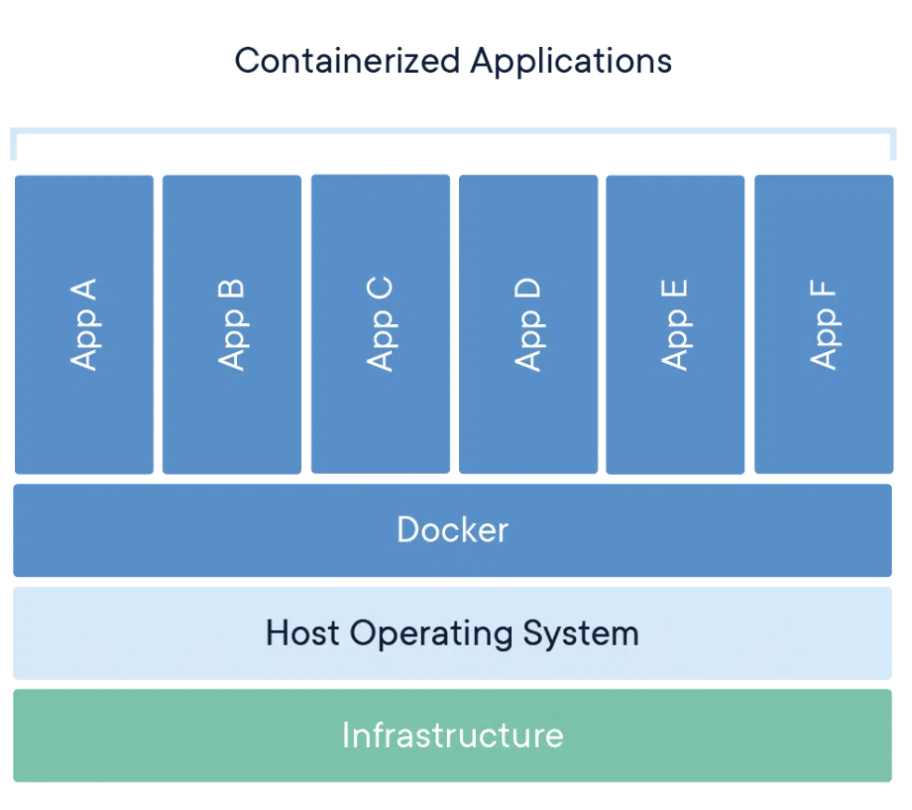 Containerized Applications
App A
App B
App C
App D
App E
App F
Docker
Host Operating System
Infrastructure